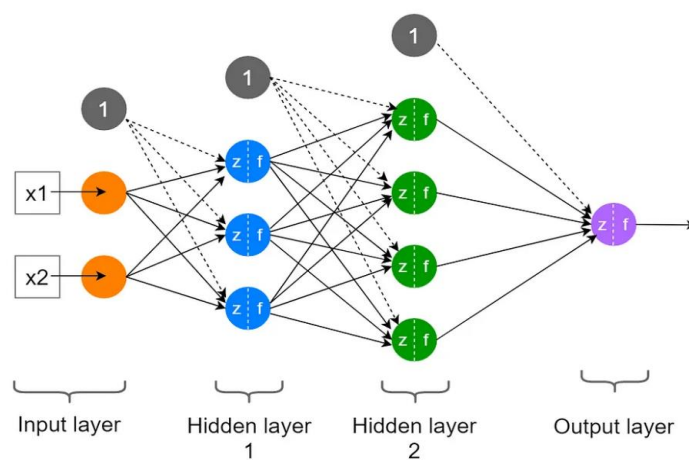 1
1
1
z f
z f
x1
z f
z f
z f
x2
z f
z f
z f
Input layer
Hidden layer
1
Hidden layer
2
Output layer